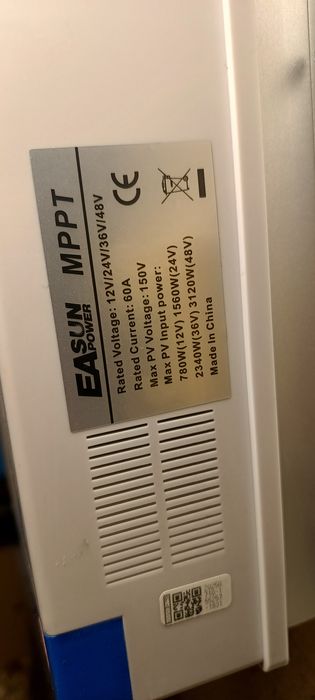 EASUN POWER MPPT
Rated Voltage: 12V/24V/36V/48V
Rated Current: 60A
Max PV Voltage: 150V
Max PV Input power:
780W(12V) 1560W(24V)
2340W(36V) 3120W(48V)
Made In China
CE